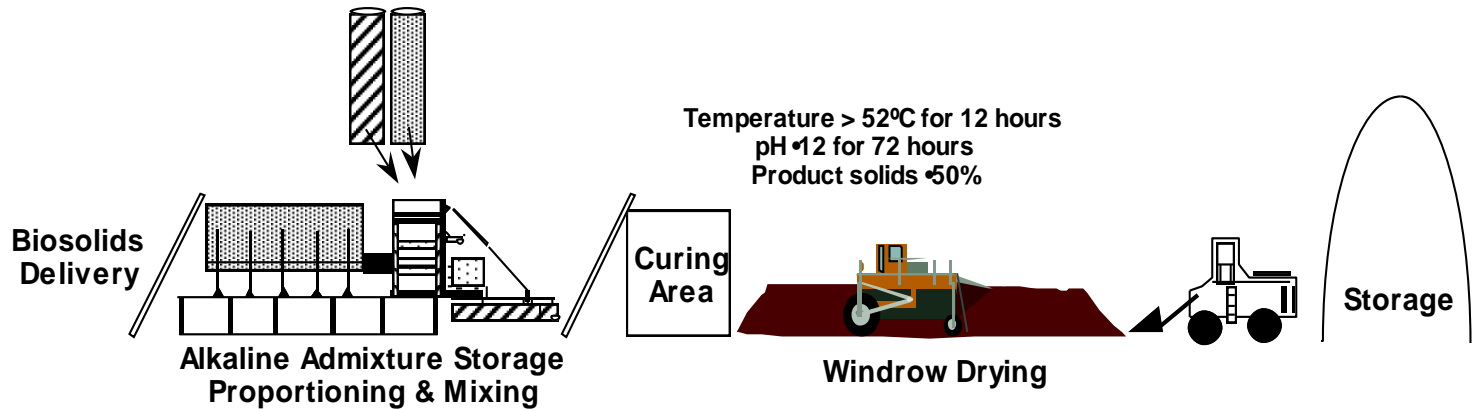 Temperature > 52ºC for 12 hours
pH •12 for 72 hours
Product solids •50%
Biosolids
Delivery
Curing
Area
Storage
Alkaline Admixture Storage
Proportioning & Mixing
Windrow Drying